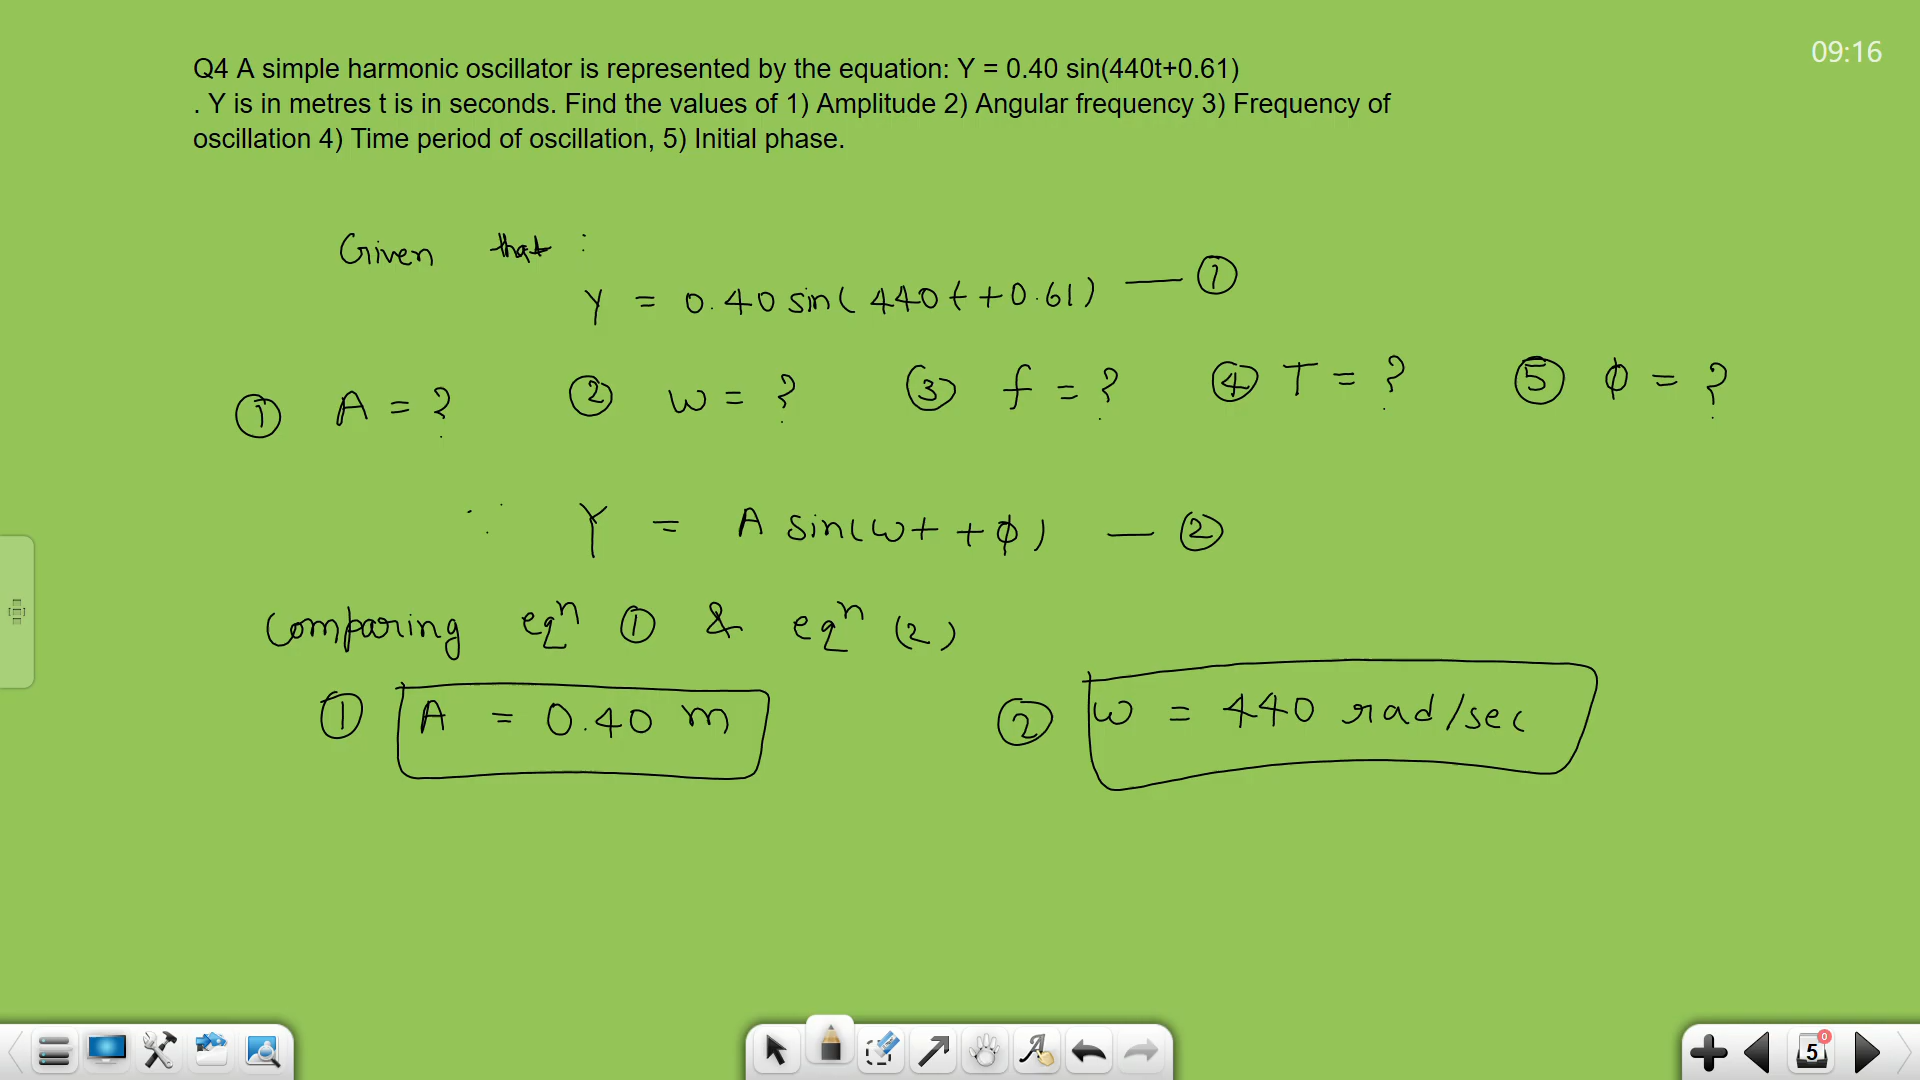 09:16
Q4 A simple harmonic oscillator is represented by the equation: Y = 0.40 sin(440t+0.61)
. Y is in metres t is in seconds. Find the values of 1) Amplitude 2) Angular frequency 3) Frequency of
oscillation 4) Time period of oscillation, 5) Initial phase.
Given that :
Y = 0.40 sin( 440t +0.61) — ①
① A = ? ② w = ? ③ f = ? ④ T = ? ⑤ ϕ = ?
∵ Y = A sin(wt + ϕ) — ②
Comparing eqⁿ ① & eqⁿ (2)
① A = 0.40 m ② w = 440 rad/sec
5
0